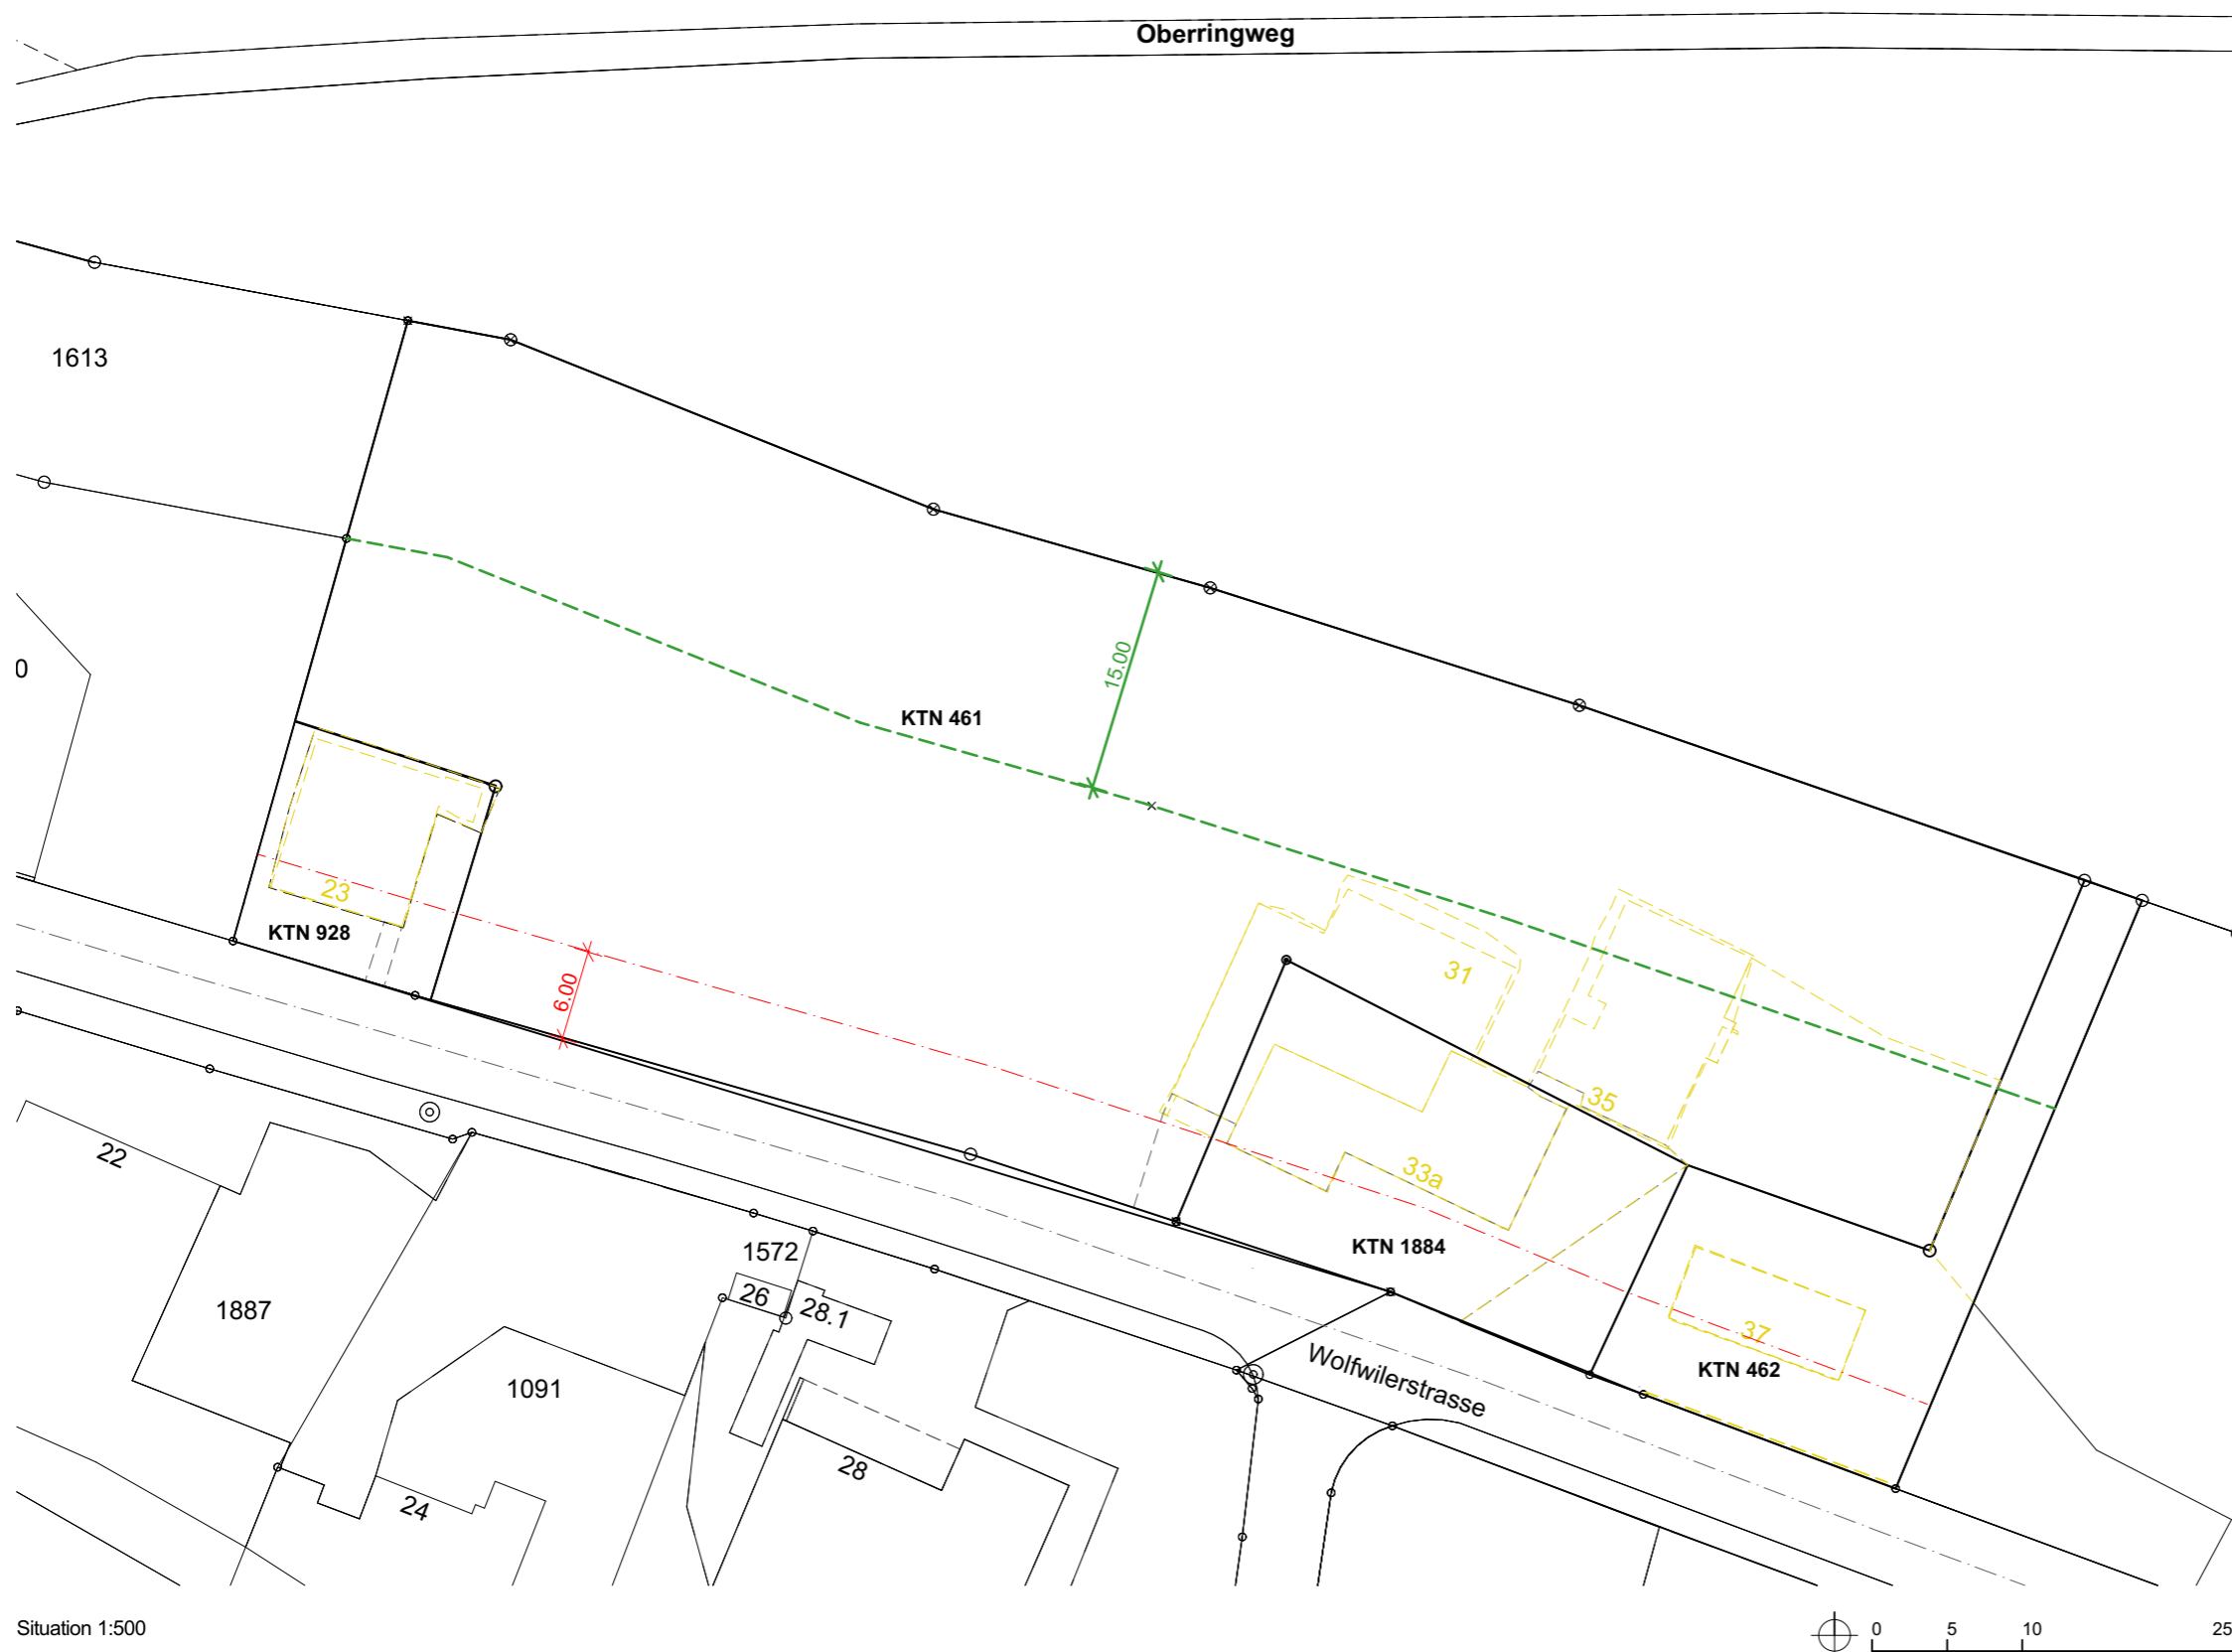 Oberringweg
1613
0
15.00
KTN 461
23
KTN 928
6.00
31
35
33a
KTN 1884
22
1572
26
28.1
1887
37
KTN 462
Wolfwilerstrasse
1091
28
24
Situation 1:500
0 5 10 25